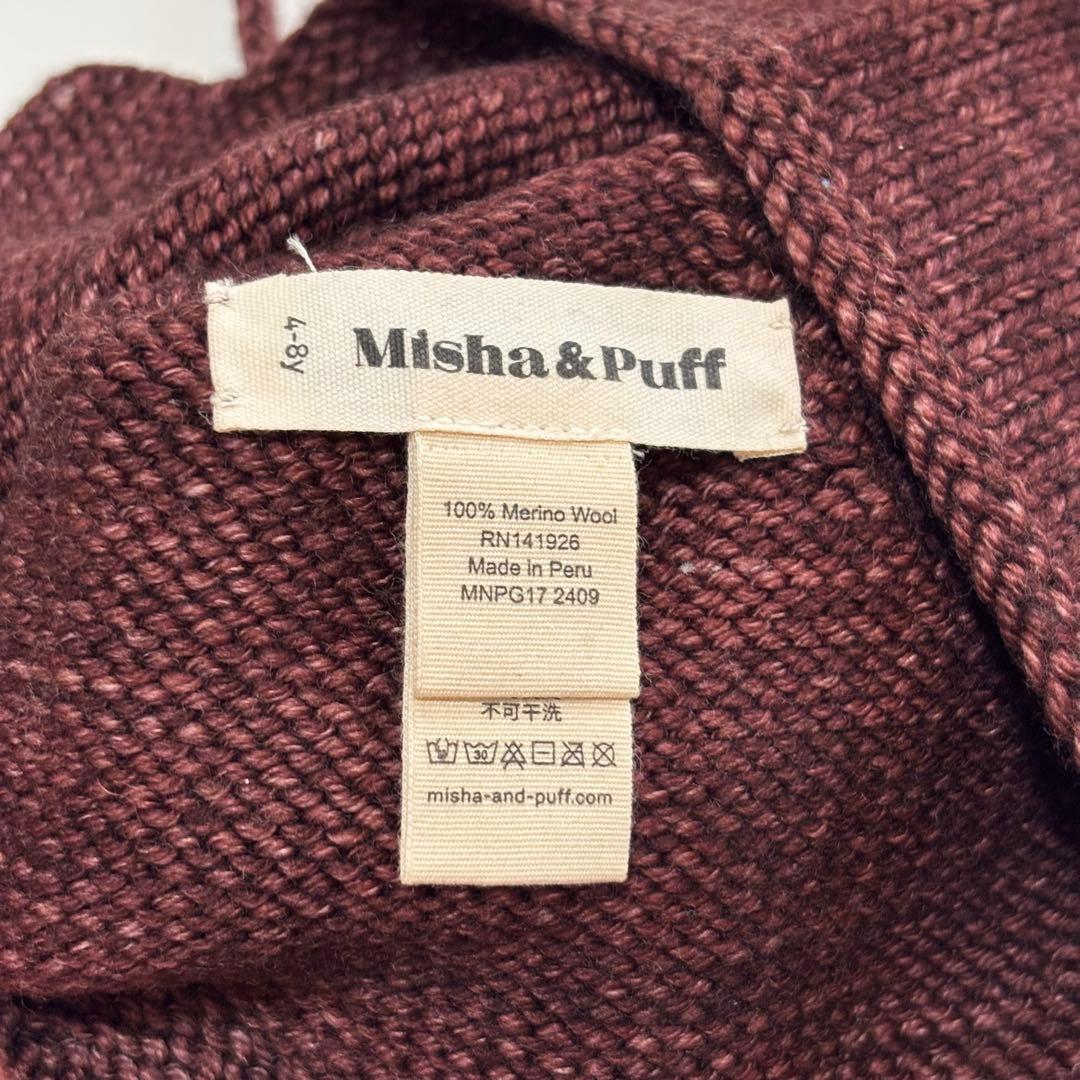 4-8y
Misha&Puff
100% Merino Wool
RN141926
Made in Peru
MNPG17 2409
不可干洗
30
misha-and-puff.com